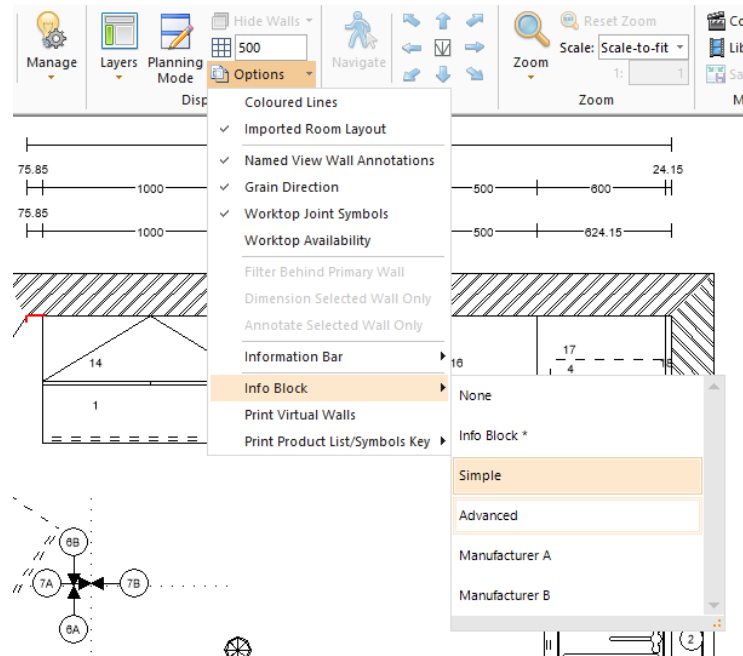 Hide Walls
Reset Zoom
Co
500
Scale: Scale-to-fit
Lib
Manage
Layers
Planning
Mode
Navigate
Zoom
Options
1: 1
Sa
Disp
Zoom
M
Coloured Lines
Imported Room Layout
Named View Wall Annotations
Grain Direction
Worktop Joint Symbols
Worktop Availability
Filter Behind Primary Wall
Dimension Selected Wall Only
Annotate Selected Wall Only
Information Bar
Info Block
Print Virtual Walls
Print Product List/Symbols Key
None
Info Block *
Simple
Advanced
Manufacturer A
Manufacturer B
75.85
24.15
1000
500
600
75.85
1000
500
624.15
14
16
17
4
18
1
6B
7A
7B
6A
2